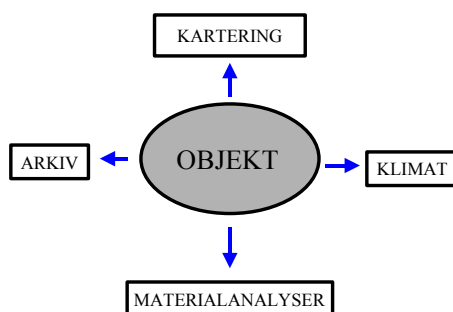 KARTERING
ARKIV
OBJEKT
KLIMAT
MATERIALANALYSER